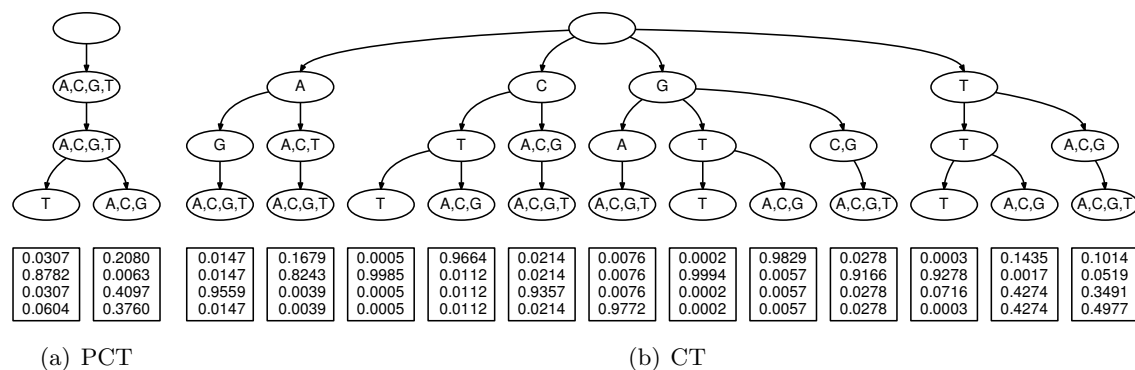 A,C,G,T A C G T
A,C,G,T G A,C,T T A,C,G A T C,G T A,C,G
T A,C,G A,C,G,T A,C,G,T T A,C,G A,C,G,T A,C,G,T T A,C,G A,C,G,T T A,C,G A,C,G,T
0.0307 0.2080 0.0147 0.1679 0.0005 0.9664 0.0214 0.0076 0.0002 0.9829 0.0278 0.0003 0.1435 0.1014
0.8782 0.0063 0.0147 0.8243 0.9985 0.0112 0.0214 0.0076 0.9994 0.0057 0.9166 0.9278 0.0017 0.0519
0.0307 0.4097 0.9559 0.0039 0.0005 0.0112 0.9357 0.0076 0.0002 0.0057 0.0278 0.0716 0.4274 0.3491
0.0604 0.3760 0.0147 0.0039 0.0005 0.0112 0.0214 0.9772 0.0002 0.0057 0.0278 0.0003 0.4274 0.4977
(a) PCT (b) CT